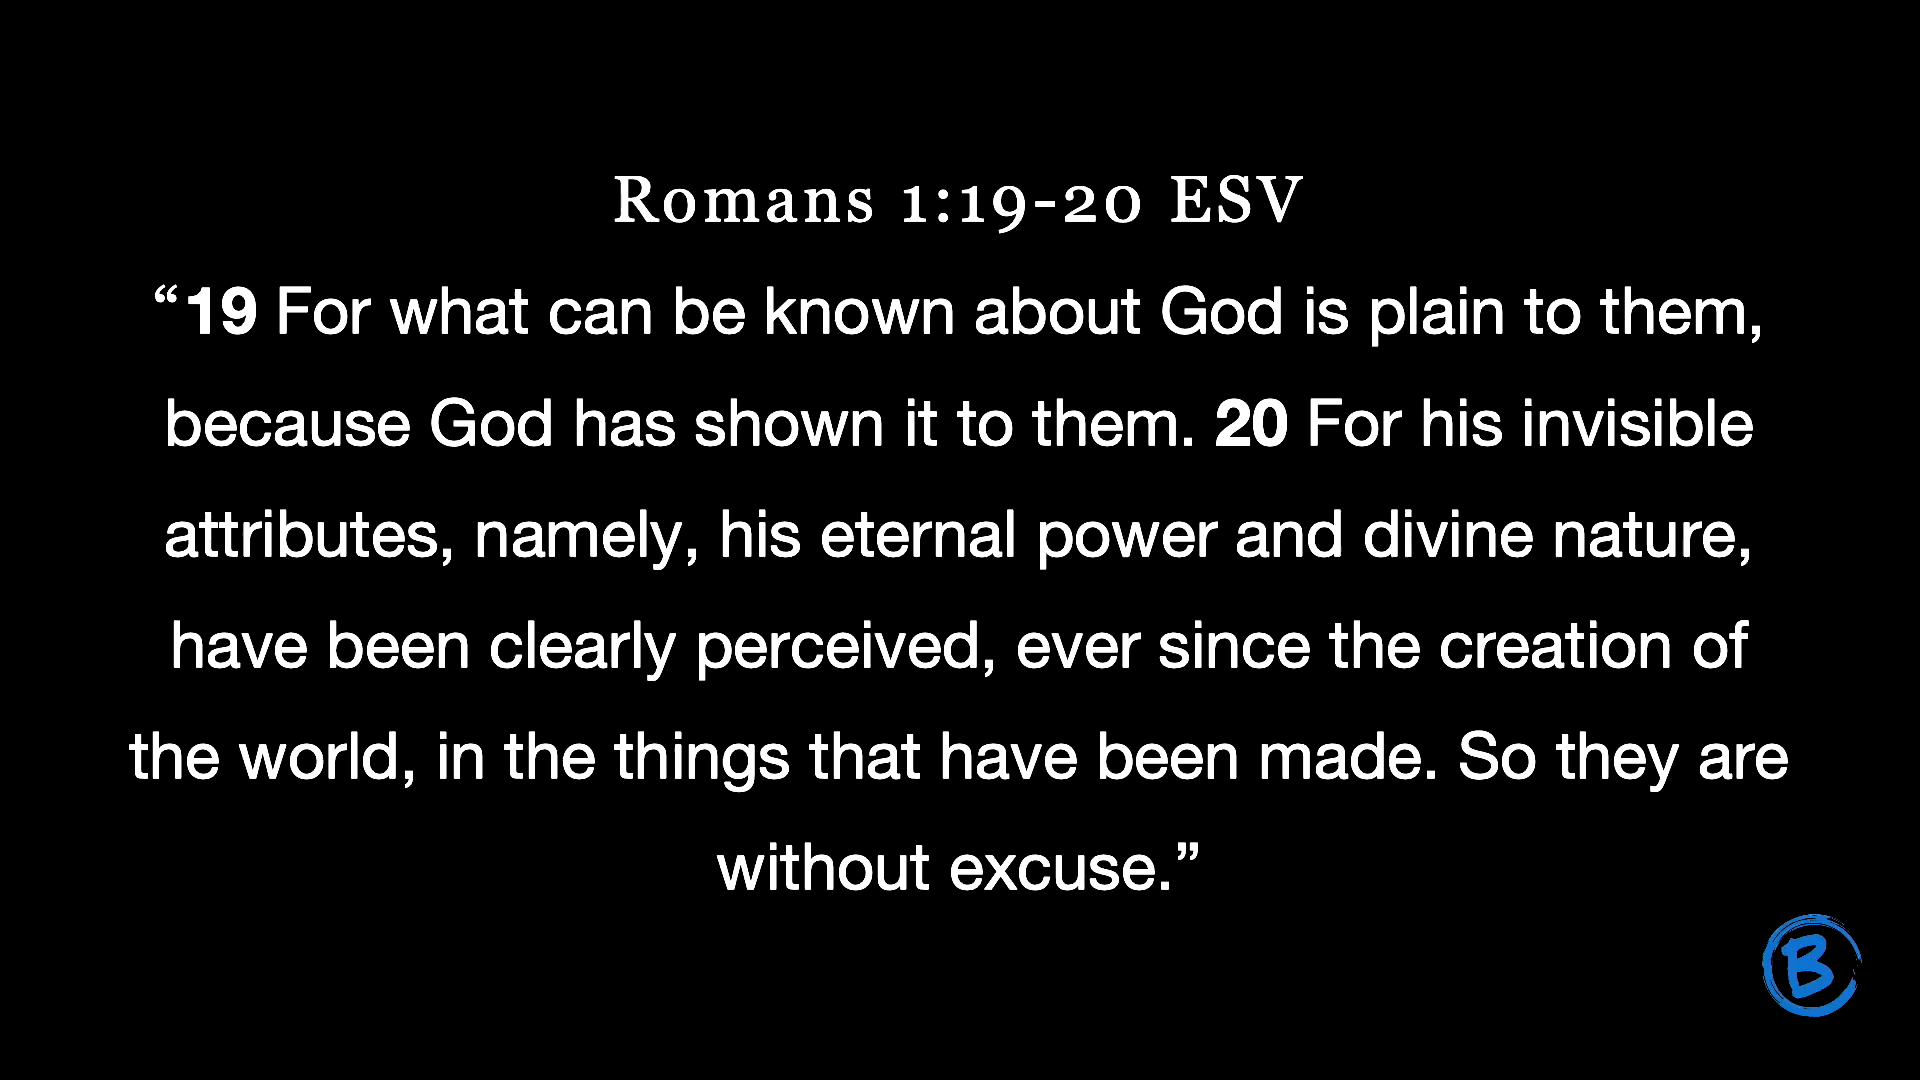 Romans 1:19-20 ESV
“19 For what can be known about God is plain to them,
because God has shown it to them. 20 For his invisible
attributes, namely, his eternal power and divine nature,
have been clearly perceived, ever since the creation of
the world, in the things that have been made. So they are
without excuse.”
B